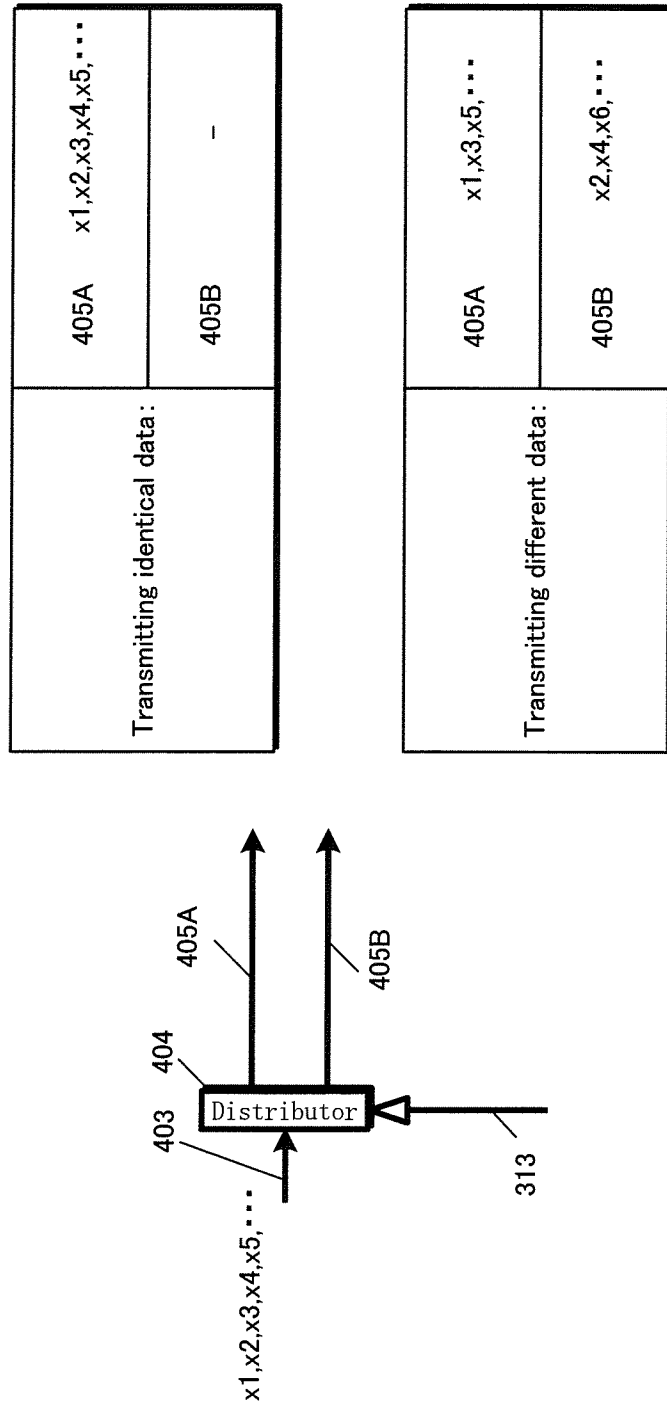 x1,x2,x3,x4,x5,･･･
403
404
Distributor
405A
405B
313
Transmitting identical data:
405A x1,x2,x3,x4,x5,･･･
405B –
Transmitting different data:
405A x1,x3,x5,･･･
405B x2,x4,x6,･･･